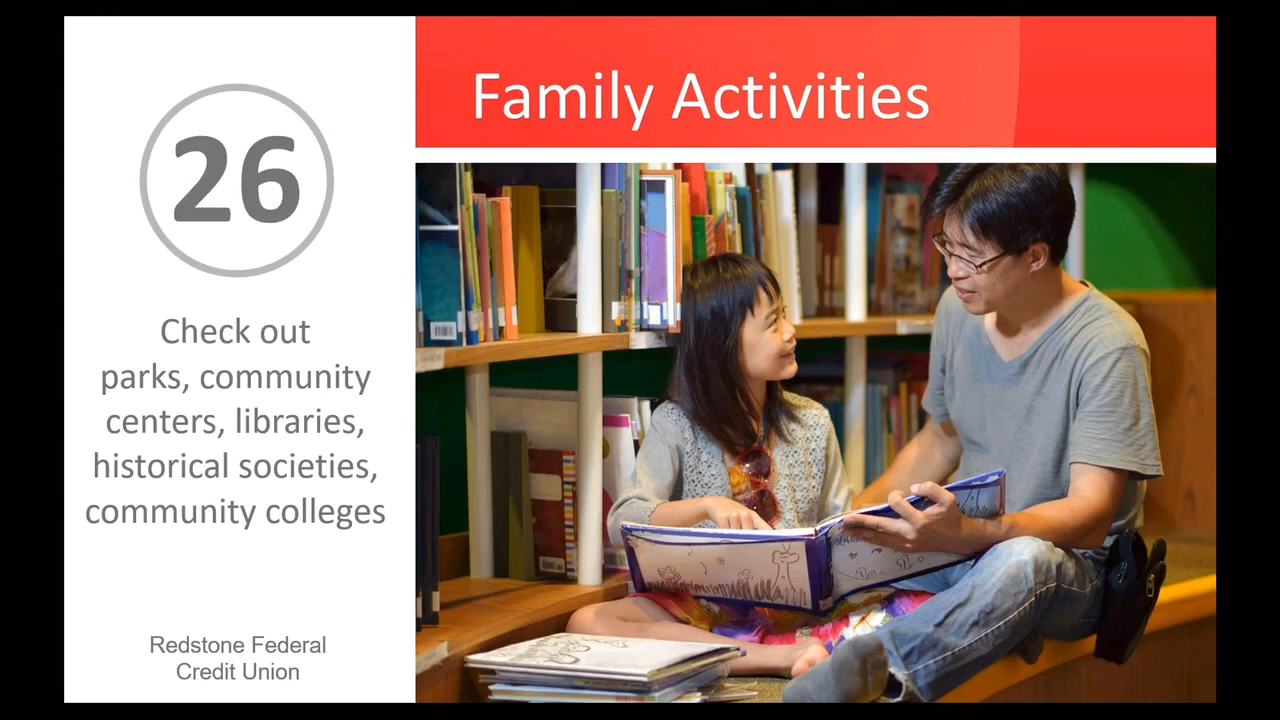 26
Check out
parks, community
centers, libraries,
historical societies,
community colleges
Redstone Federal
Credit Union
Family Activities